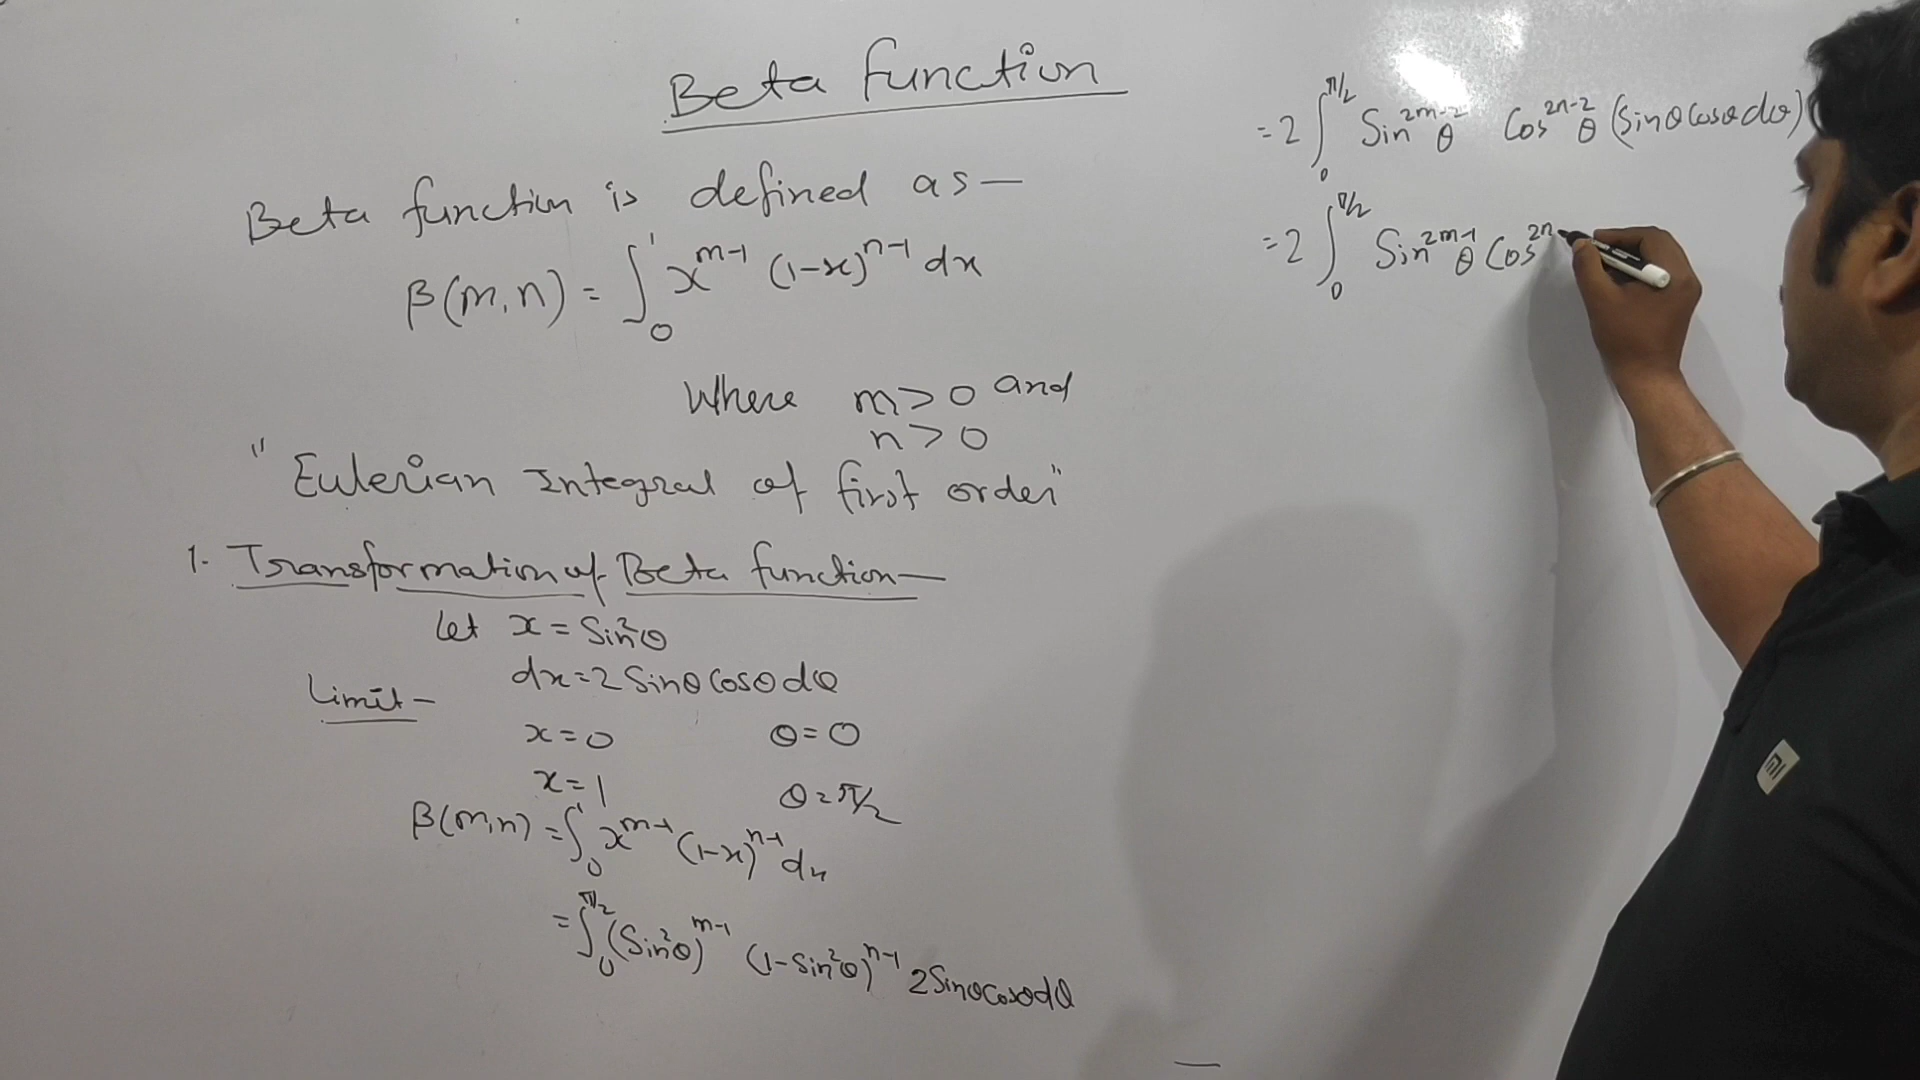 Beta function
Beta function is defined as—
β(m,n) = ∫₀¹ x^{m-1} (1-x)^{n-1} dx
Where m>0 and
n>0
"Eulerian Integral of first order"
1. Transformation of Beta function—
Let x = Sin²θ
dx=2 Sinθ Cosθ dθ
Limit-
x=0 θ=0
x=1 θ=π/2
β(m,n) = ∫₀¹ x^{m-1} (1-x)^{n-1} dx
= ∫₀^{π/2} (Sin²θ)^{m-1} (1-Sin²θ)^{n-1} 2Sinθcosθdθ
=2 ∫₀^{π/2} Sin^{2m-2}θ Cos^{2n-2}θ (Sinθ Cosθ dθ)
=2 ∫₀^{π/2} Sin^{2m-1}θ Cos^{2n